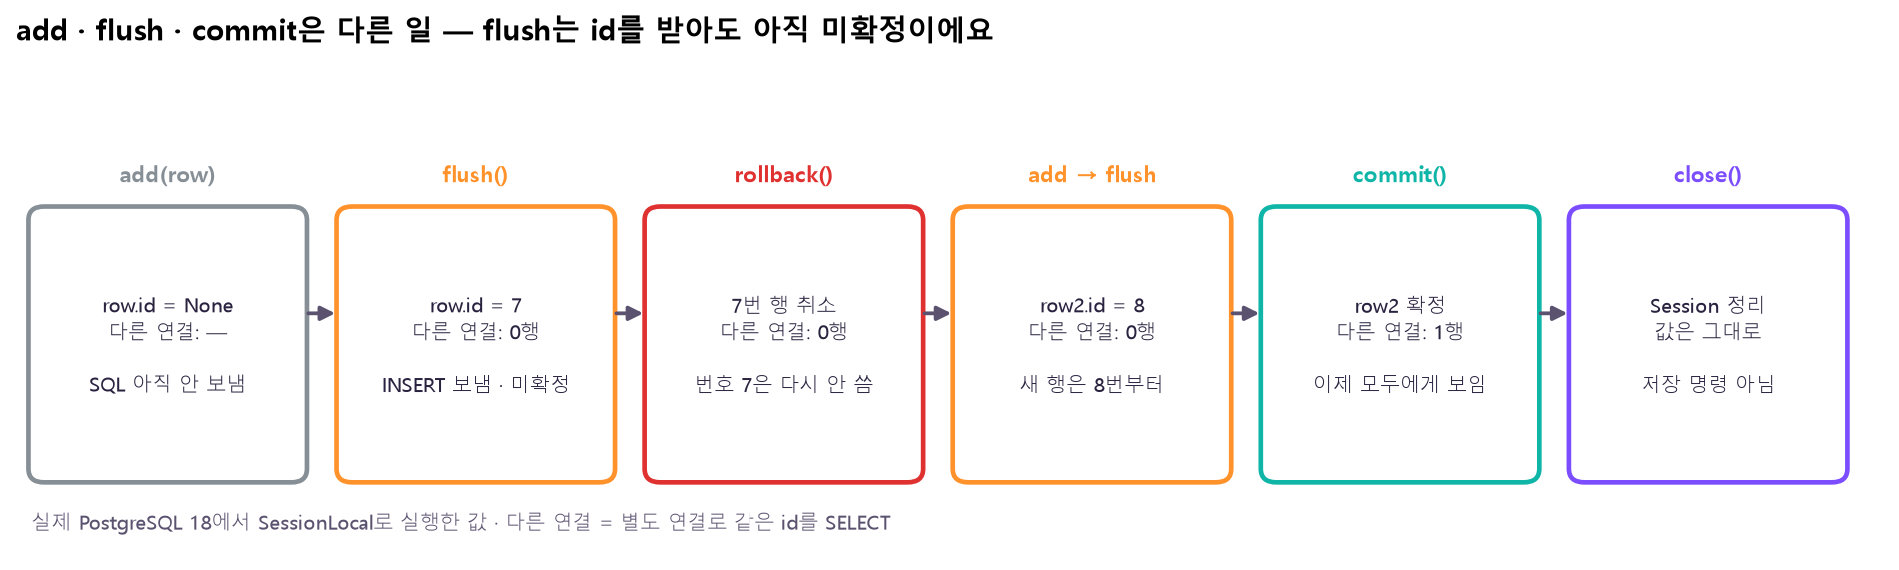 add · flush · commit은 다른 일 — flush는 id를 받아도 아직 미확정이에요
add(row)
row.id = None
다른 연결: —
SQL 아직 안 보냄
flush()
row.id = 7
다른 연결: 0행
INSERT 보냄 · 미확정
rollback()
7번 행 취소
다른 연결: 0행
번호 7은 다시 안 씀
add → flush
row2.id = 8
다른 연결: 0행
새 행은 8번부터
commit()
row2 확정
다른 연결: 1행
이제 모두에게 보임
close()
Session 정리
값은 그대로
저장 명령 아님
실제 PostgreSQL 18에서 SessionLocal로 실행한 값 · 다른 연결 = 별도 연결로 같은 id를 SELECT